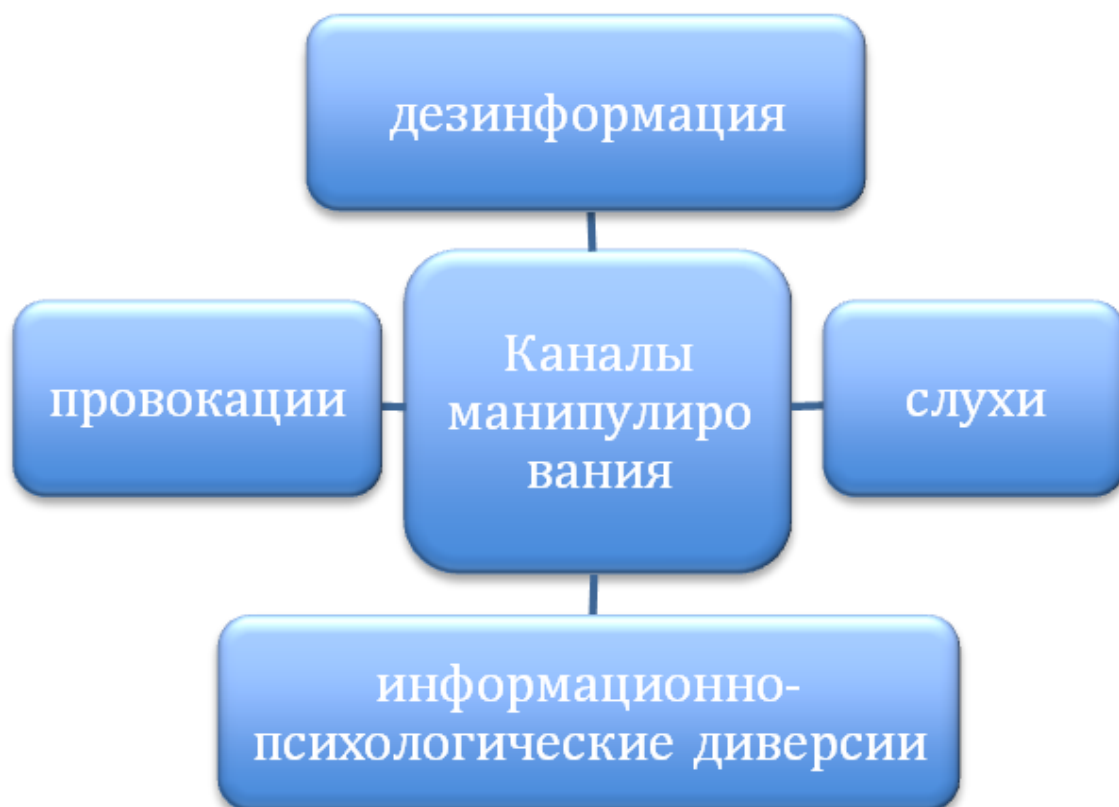 дезинформация
провокации
Каналы
манипулиро
вания
слухи
информационно-
психологические диверсии